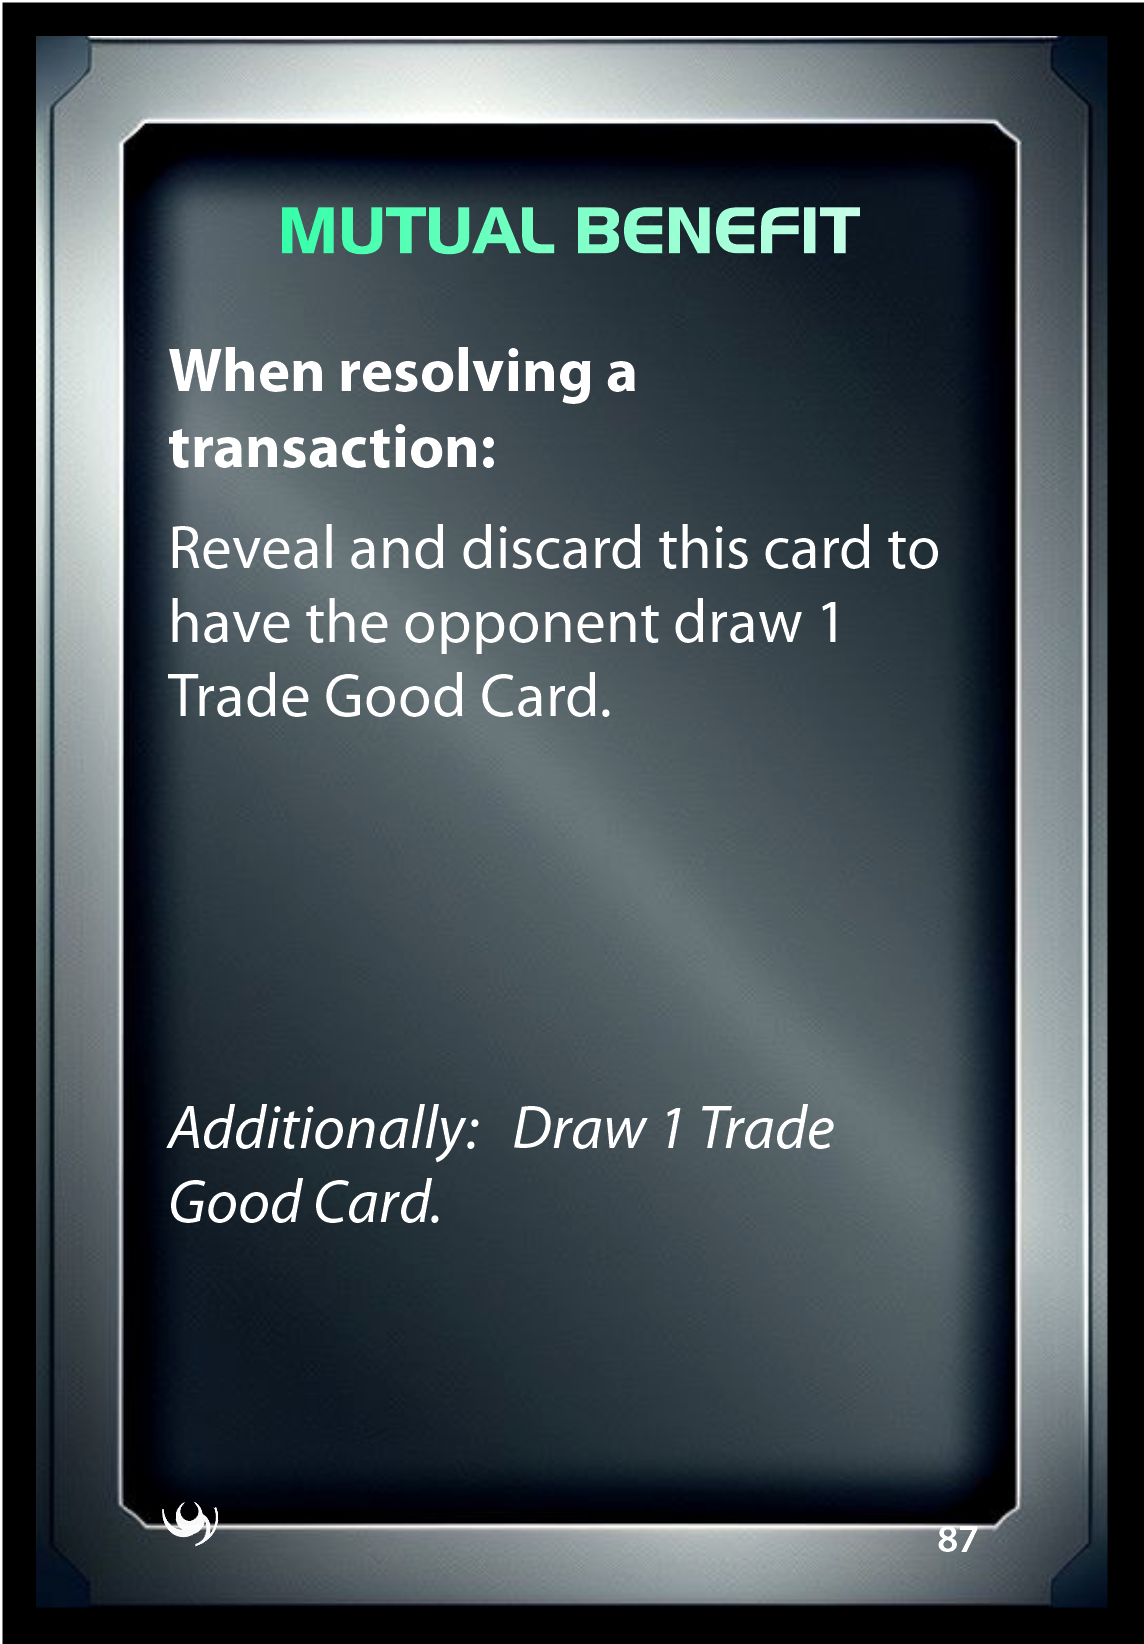 MUTUAL BENEFIT
When resolving a
transaction:
Reveal and discard this card to
have the opponent draw 1
Trade Good Card.
Additionally: Draw 1 Trade
Good Card.
87